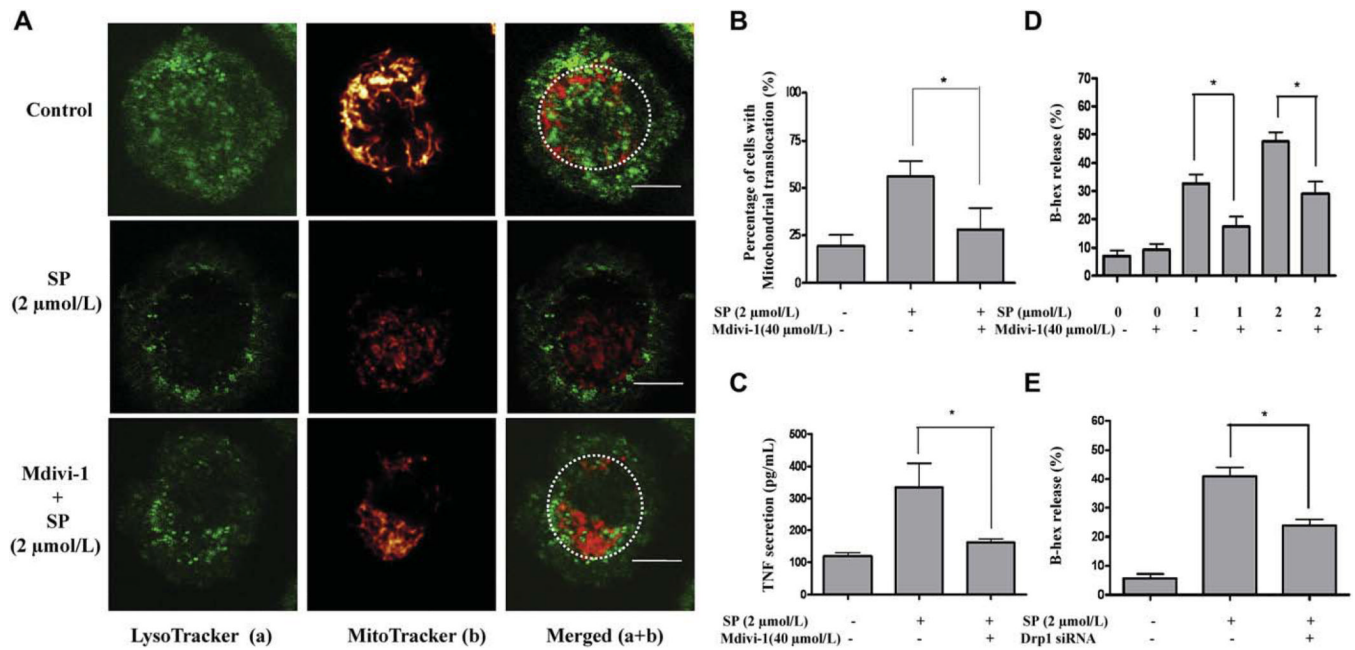 A
Control
SP
(2 μmol/L)
Mdivi-1
+
SP
(2 μmol/L)
LysoTracker (a)
MitoTracker (b)
Merged (a+b)
B
Percentage of cells with
Mitochondrial translocation (%)
100
75
50
25
0
*
SP (2 μmol/L) - + +
Mdivi-1(40 μmol/L) - - +
D
B-hex release (%)
70
60
50
40
30
20
10
0
* *
SP (μmol/L) 0 0 1 1 2 2
Mdivi-1(40 μmol/L) - + - + - +
C
TNF secretion (pg/mL)
500
400
300
200
100
0
*
SP (2 μmol/L) - + +
Mdivi-1(40 μmol/L) - - +
E
B-hex release (%)
60
50
40
30
20
10
0
*
SP (2 μmol/L) - + +
Drp1 siRNA - - +